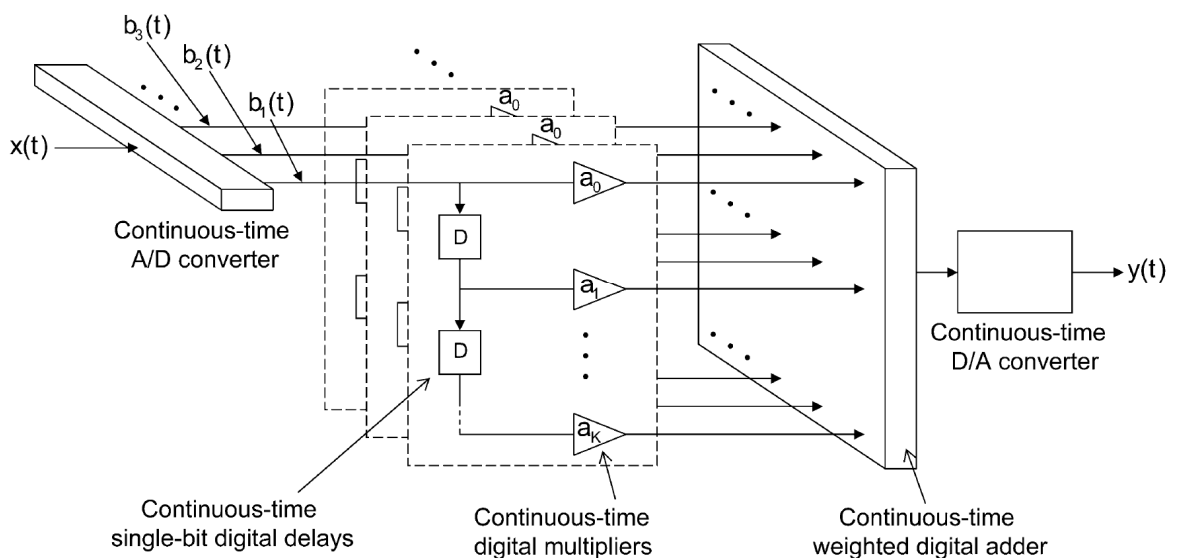 b₃(t)
b₂(t)
b₁(t)
x(t)
a₀
a₀
a₀
D
a₁
D
aK
y(t)
Continuous-time
A/D converter
Continuous-time
D/A converter
Continuous-time
single-bit digital delays
Continuous-time
digital multipliers
Continuous-time
weighted digital adder